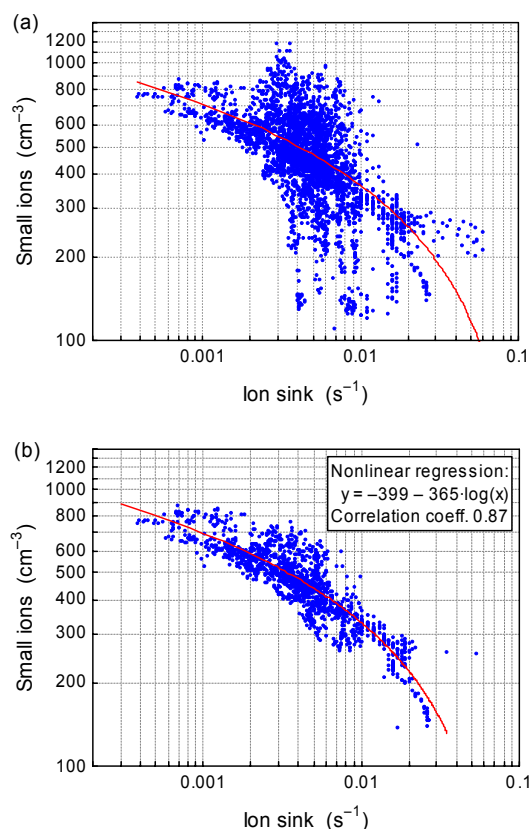 (a)
1200
1000
800
600
500
400
300
200
100
Small ions (cm⁻³)
0.001
0.01
0.1
Ion sink (s⁻¹)
(b)
Nonlinear regression:
y = –399 – 365·log(x)
Correlation coeff. 0.87
1200
1000
800
600
500
400
300
200
100
Small ions (cm⁻³)
0.001
0.01
0.1
Ion sink (s⁻¹)